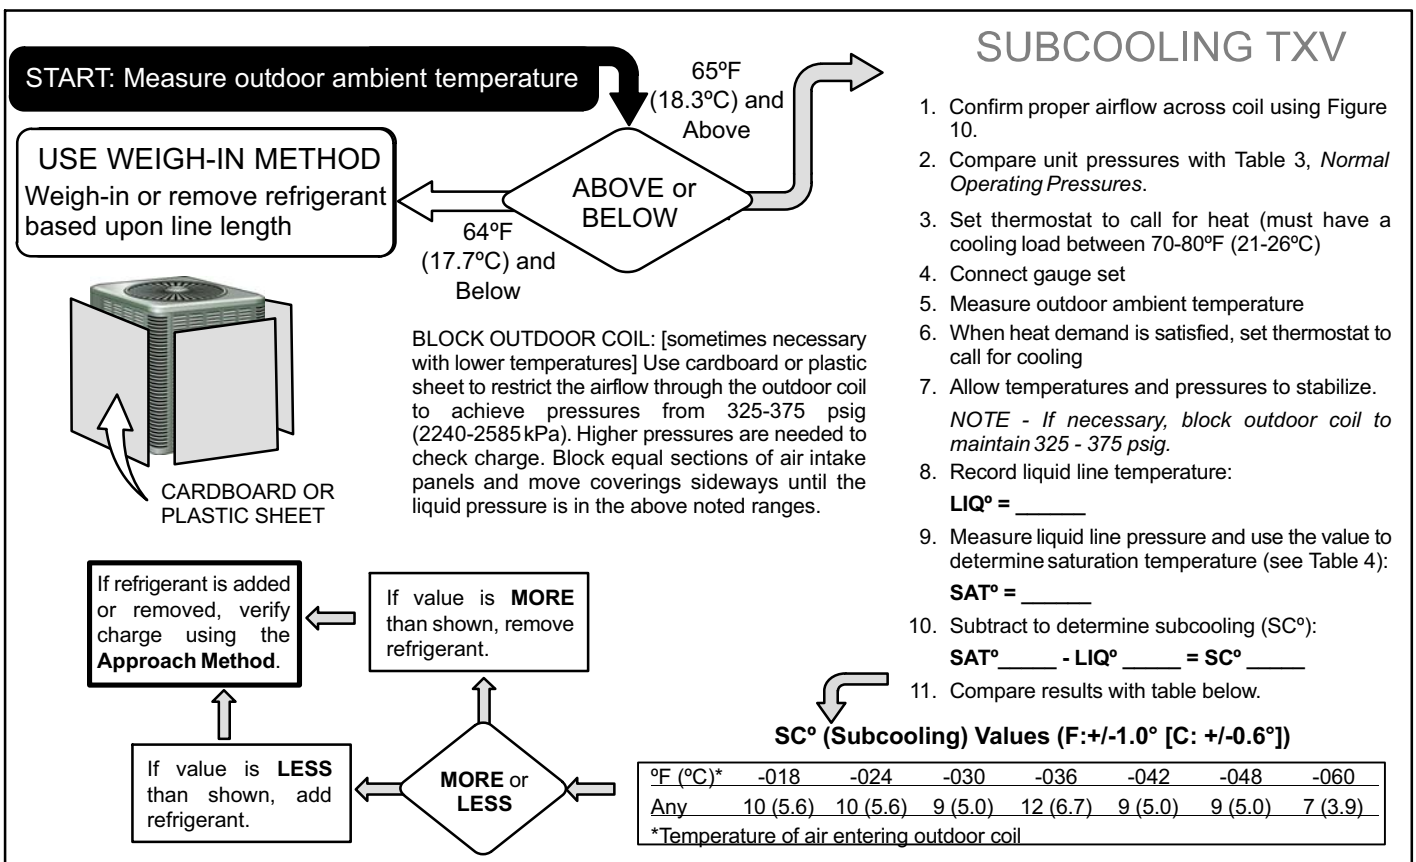 START: Measure outdoor ambient temperature
65ºF
(18.3ºC) and
Above
USE WEIGH-IN METHOD
Weigh-in or remove refrigerant
based upon line length
ABOVE or
BELOW
64ºF
(17.7ºC) and
Below
BLOCK OUTDOOR COIL: [sometimes necessary
with lower temperatures] Use cardboard or plastic
sheet to restrict the airflow through the outdoor coil
to achieve pressures from 325-375 psig
(2240-2585 kPa). Higher pressures are needed to
check charge. Block equal sections of air intake
panels and move coverings sideways until the
liquid pressure is in the above noted ranges.
CARDBOARD OR
PLASTIC SHEET
SUBCOOLING TXV
1. Confirm proper airflow across coil using Figure
10.
2. Compare unit pressures with Table 3, Normal
Operating Pressures.
3. Set thermostat to call for heat (must have a
cooling load between 70-80ºF (21-26ºC)
4. Connect gauge set
5. Measure outdoor ambient temperature
6. When heat demand is satisfied, set thermostat to
call for cooling
7. Allow temperatures and pressures to stabilize.
NOTE - If necessary, block outdoor coil to
maintain 325 - 375 psig.
8. Record liquid line temperature:
LIQº = ______
9. Measure liquid line pressure and use the value to
determine saturation temperature (see Table 4):
SATº = ______
10. Subtract to determine subcooling (SCº):
SATº_____ - LIQº _____ = SCº _____
11. Compare results with table below.
SCº (Subcooling) Values (F:+/-1.0° [C: +/-0.6°])
ºF (ºC)* -018 -024 -030 -036 -042 -048 -060
Any 10 (5.6) 10 (5.6) 9 (5.0) 12 (6.7) 9 (5.0) 9 (5.0) 7 (3.9)
*Temperature of air entering outdoor coil
MORE or
LESS
If value is MORE
than shown, remove
refrigerant.
If value is LESS
than shown, add
refrigerant.
If refrigerant is added
or removed, verify
charge using the
Approach Method.